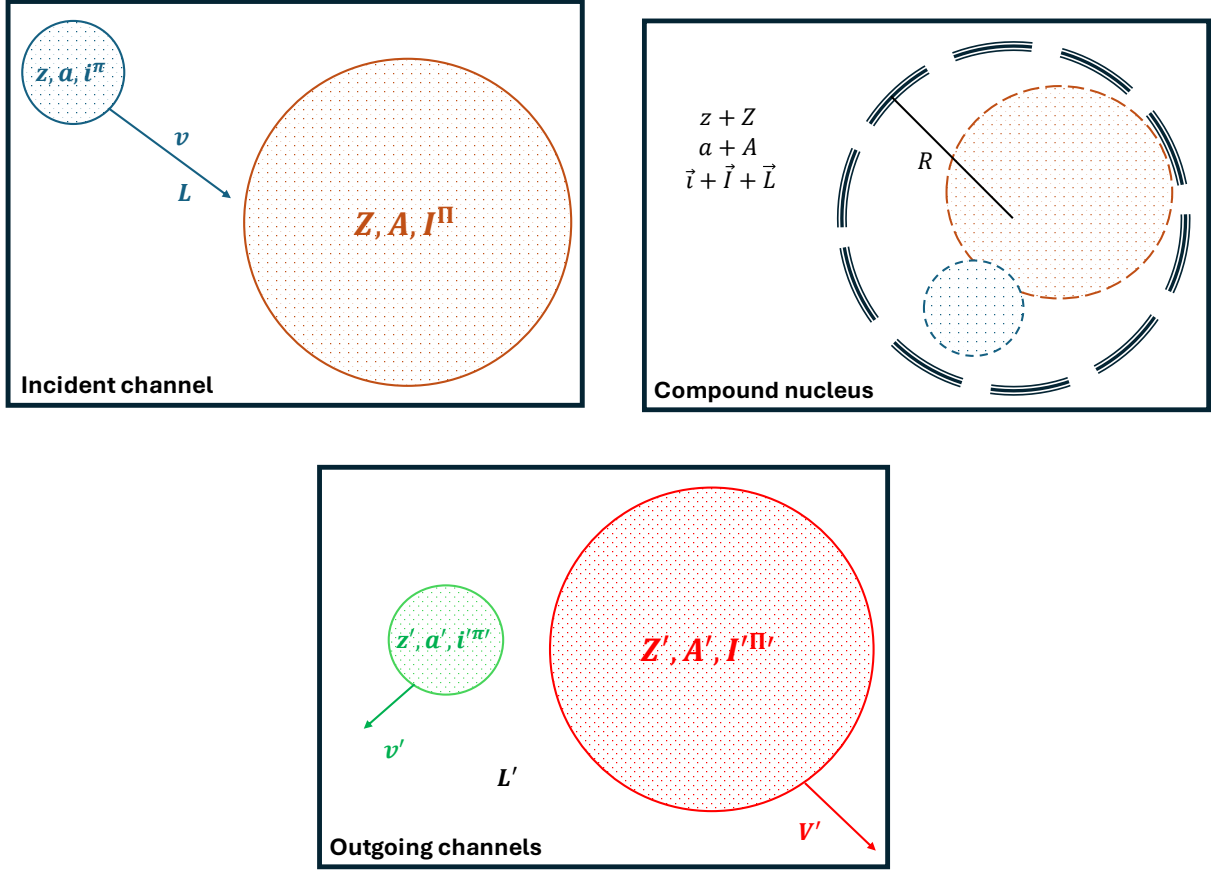 z, a, i^π
v
L
Z, A, I^Π
Incident channel
z + Z
a + A
i⃗ + I⃗ + L⃗
R
Compound nucleus
z′, a′, i′^π′
v′
L′
Z′, A′, I′^Π′
V′
Outgoing channels